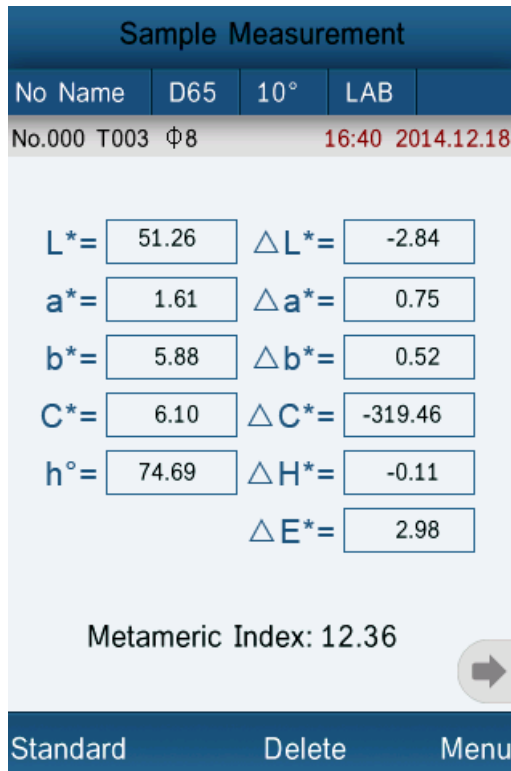 Sample Measurement
No Name D65 10° LAB
No.000 T003 Φ8 16:40 2014.12.18
L*= 51.26 △L*= -2.84
a*= 1.61 △a*= 0.75
b*= 5.88 △b*= 0.52
C*= 6.10 △C*= -319.46
h°= 74.69 △H*= -0.11
△E*= 2.98
Metameric Index: 12.36
Standard Delete Menu